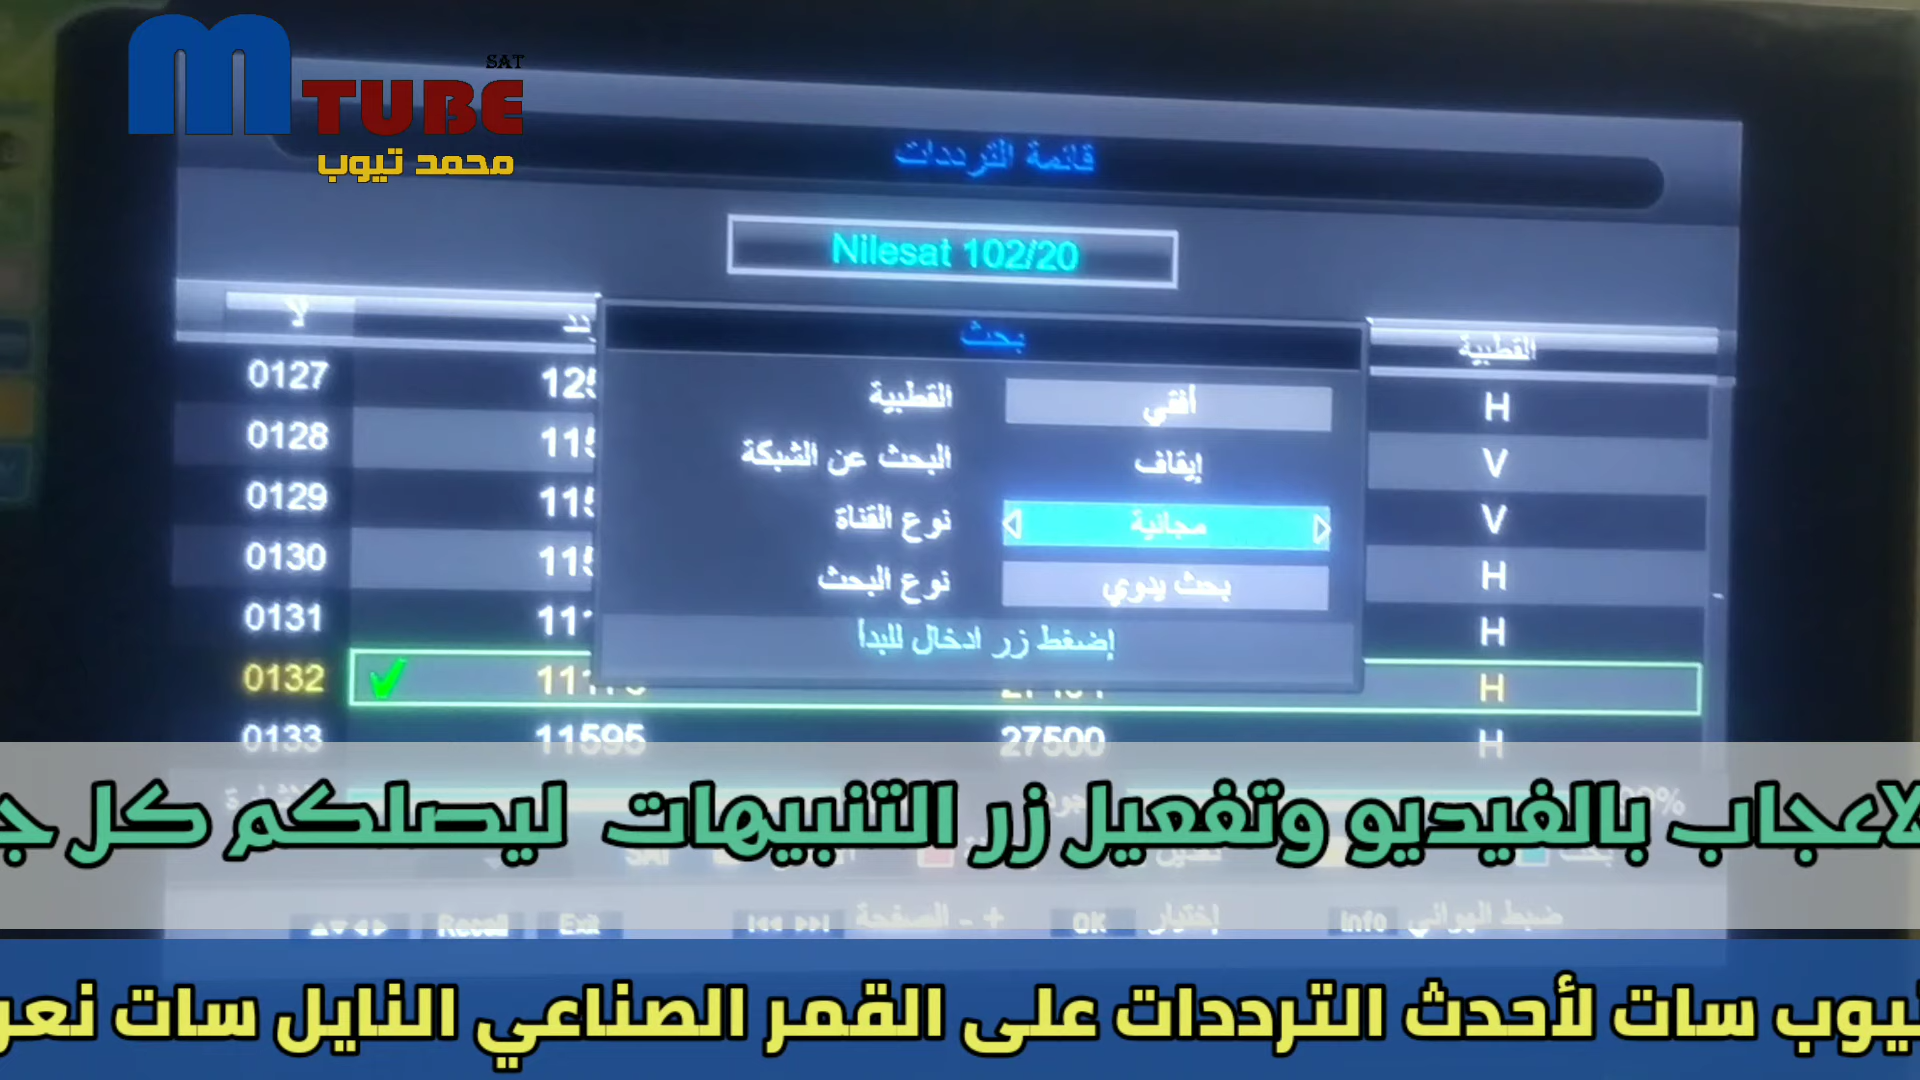 SAT
M TUBE
محمد تيوب
قائمة الترددات
Nilesat 102/20
لا
القطبية
بحث
القطبية أفقي
البحث عن الشبكة إيقاف
نوع القناة مجانية
نوع البحث بحث يدوي
إضغط زر ادخال للبدأ
0127 H
0128 V
0129 V
0130 H
0131 H
0132 H
0133 11595 27500 H
لاعجاب بالفيديو وتفعيل زر التنبيهات ليصلكم كل ج
Recall Exit + - الصفحة OK إختيار Info ضبط الهوائي
يوب سات لأحدث الترددات على القمر الصناعي النايل سات نعر